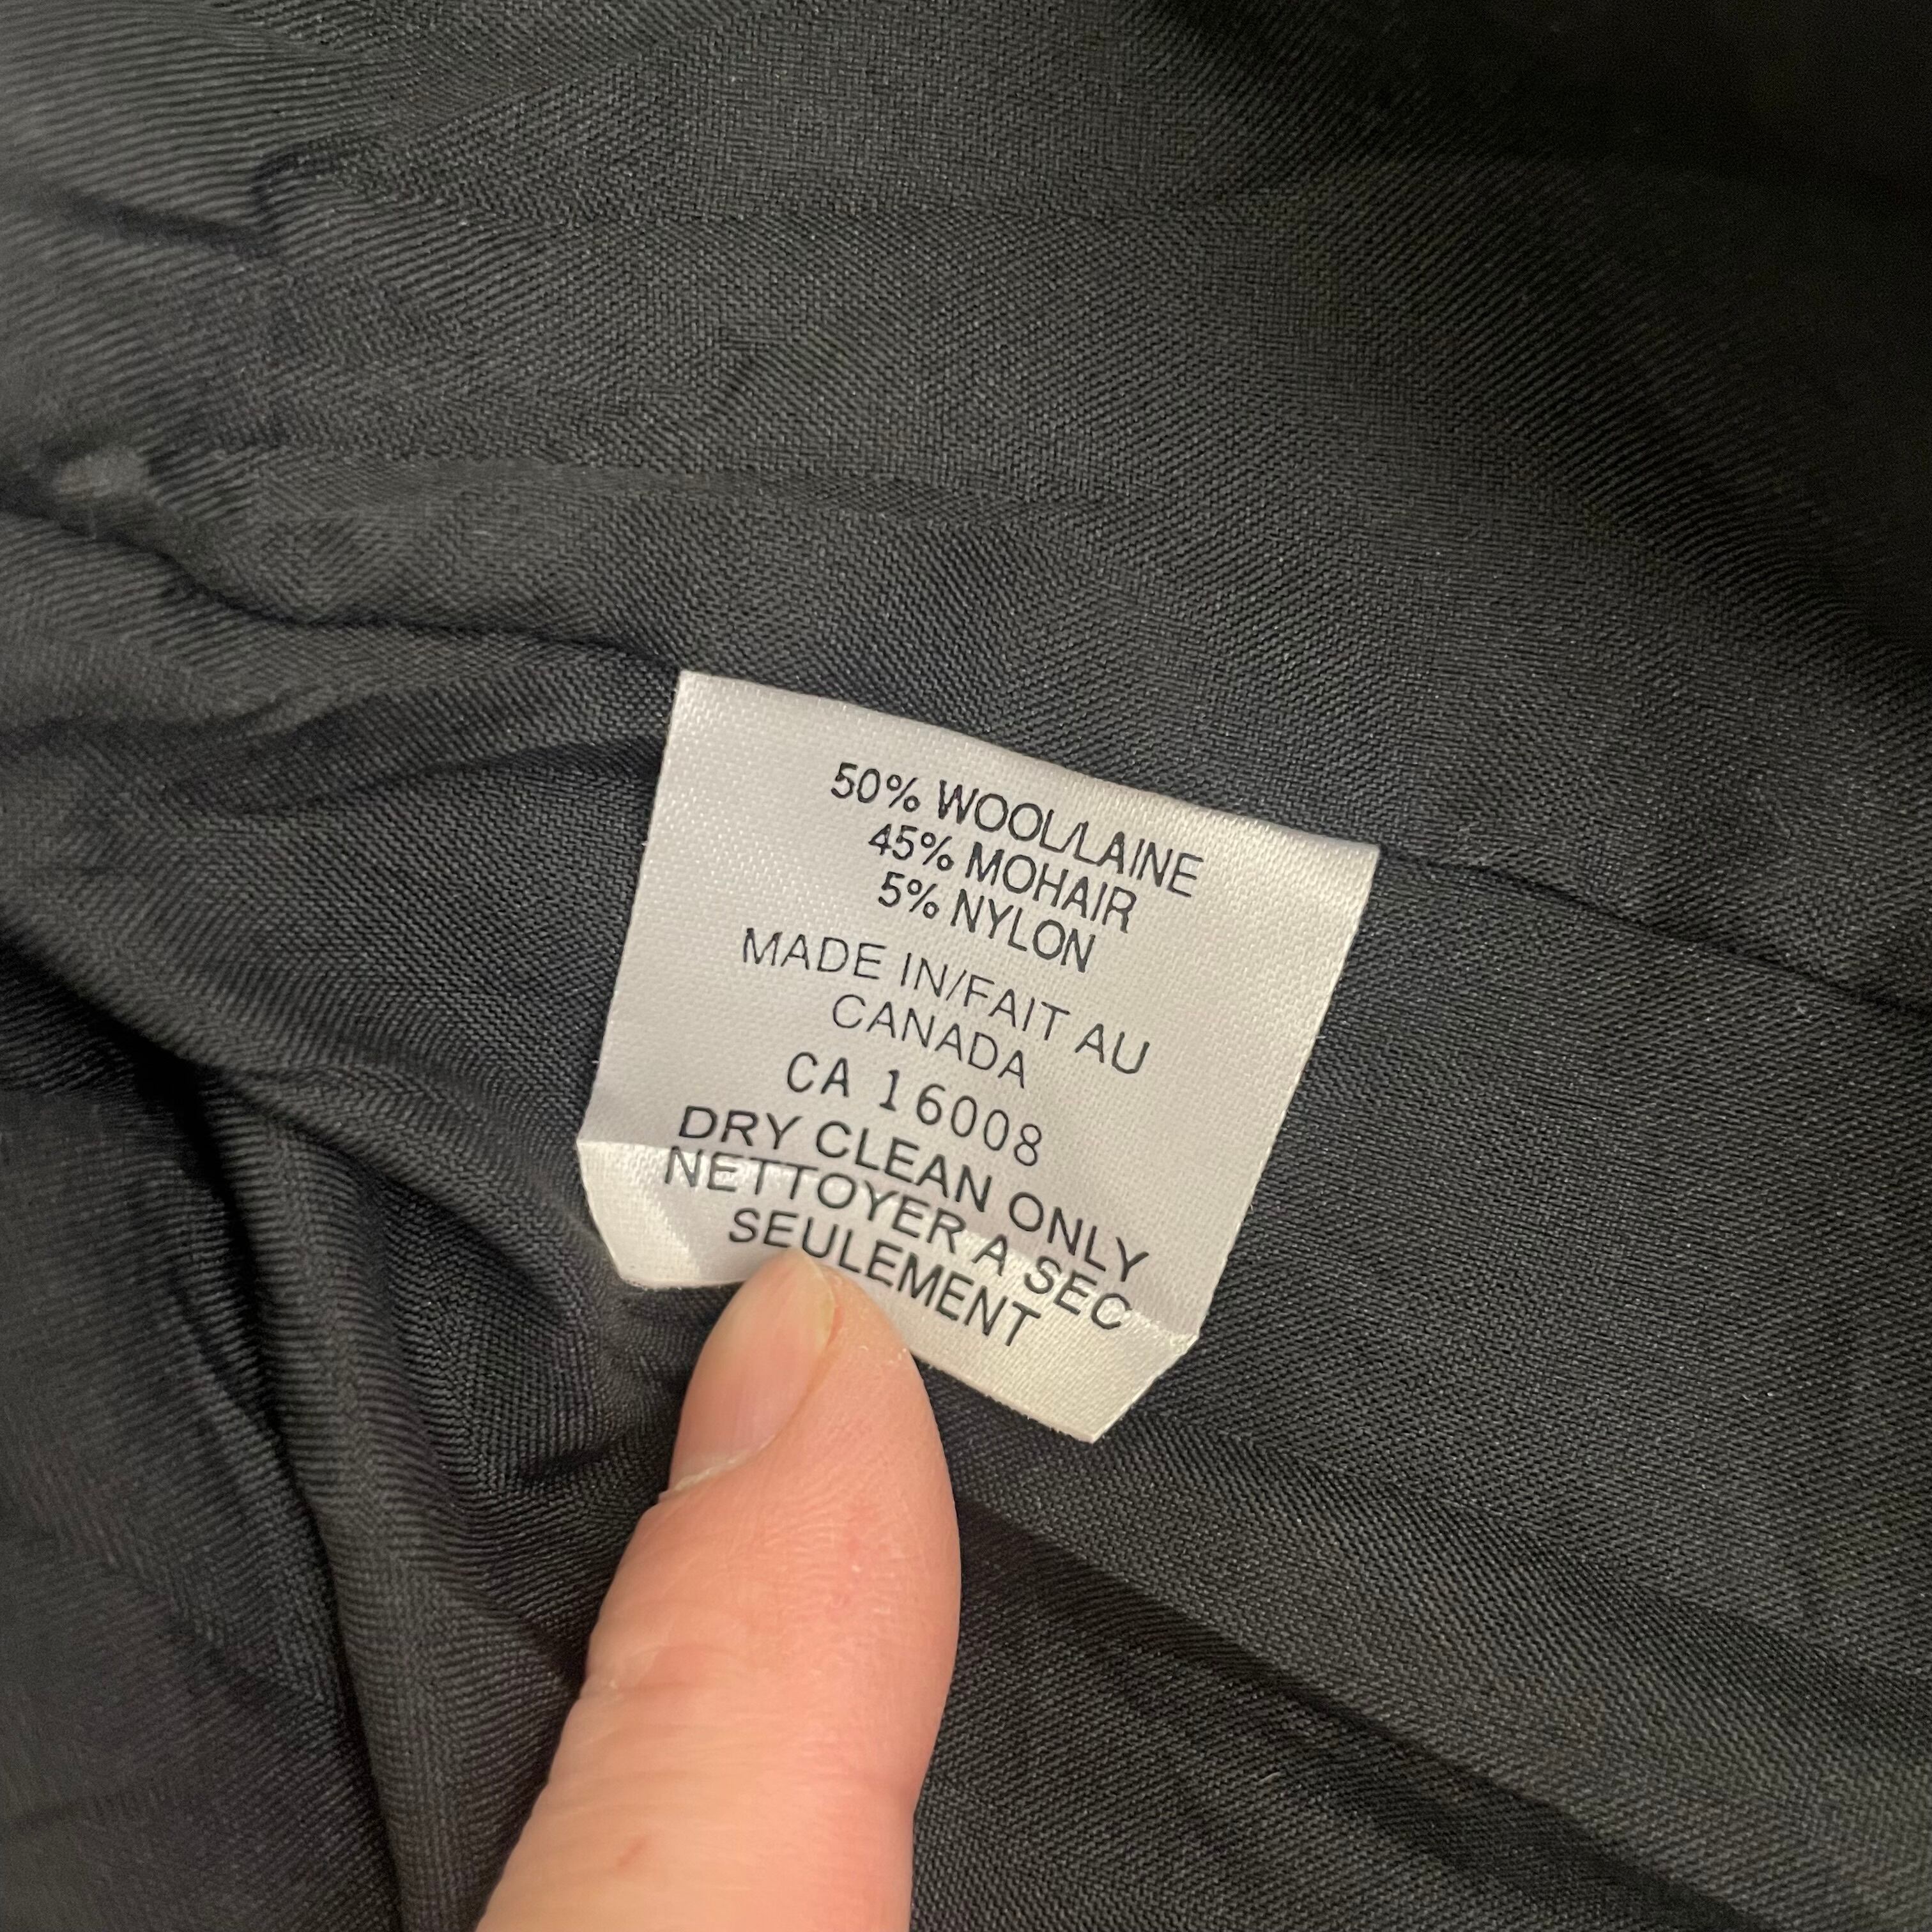 50% WOOL/LAINE
45% MOHAIR
5% NYLON
MADE IN/FAIT AU
CANADA
CA 16008
DRY CLEAN ONLY
NETTOYER A SEC
SEULEMENT